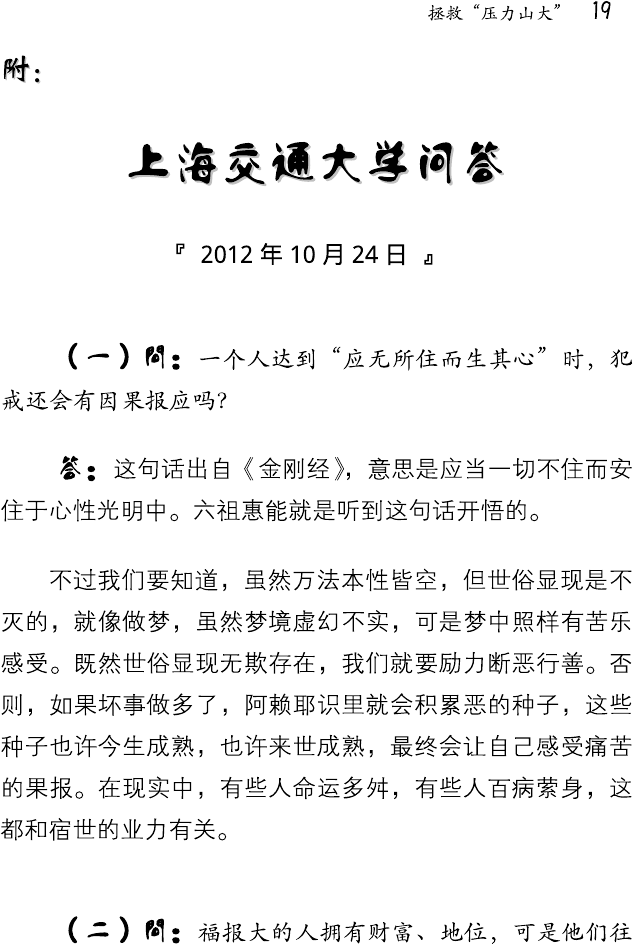 拯救“压力山大” 19
附：
上海交通大学问答
『 2012 年 10 月 24 日 』
（一）问：一个人达到“应无所住而生其心”时，犯
戒还会有因果报应吗？
答：这句话出自《金刚经》，意思是应当一切不住而安
住于心性光明中。六祖惠能就是听到这句话开悟的。
不过我们要知道，虽然万法本性皆空，但世俗显现是不
灭的，就像做梦，虽然梦境虚幻不实，可是梦中照样有苦乐
感受。既然世俗显现无欺存在，我们就要励力断恶行善。否
则，如果坏事做多了，阿赖耶识里就会积累恶的种子，这些
种子也许今生成熟，也许来世成熟，最终会让自己感受痛苦
的果报。在现实中，有些人命运多舛，有些人百病萦身，这
都和宿世的业力有关。
（二）问：福报大的人拥有财富、地位，可是他们往